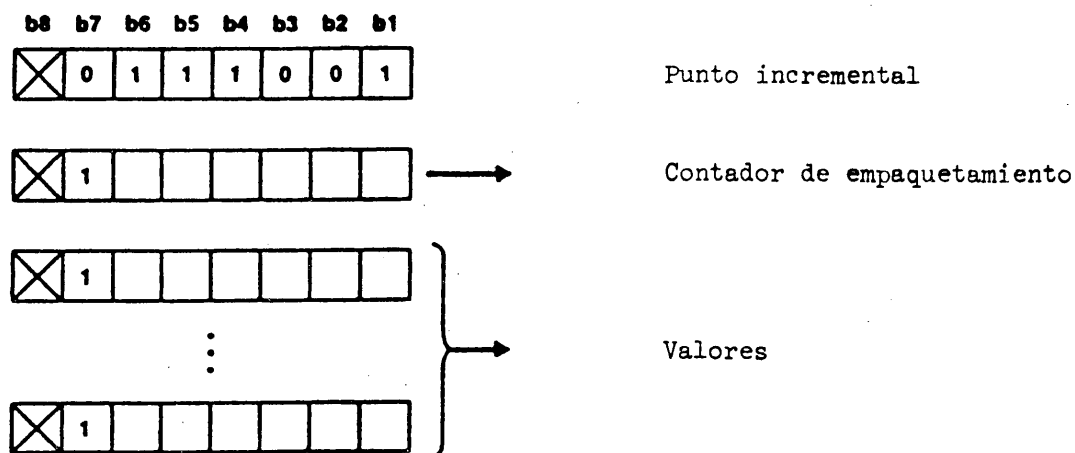 b8 b7 b6 b5 b4 b3 b2 b1
0 1 1 1 0 0 1 Punto incremental
1 Contador de empaquetamiento
1
Valores
1